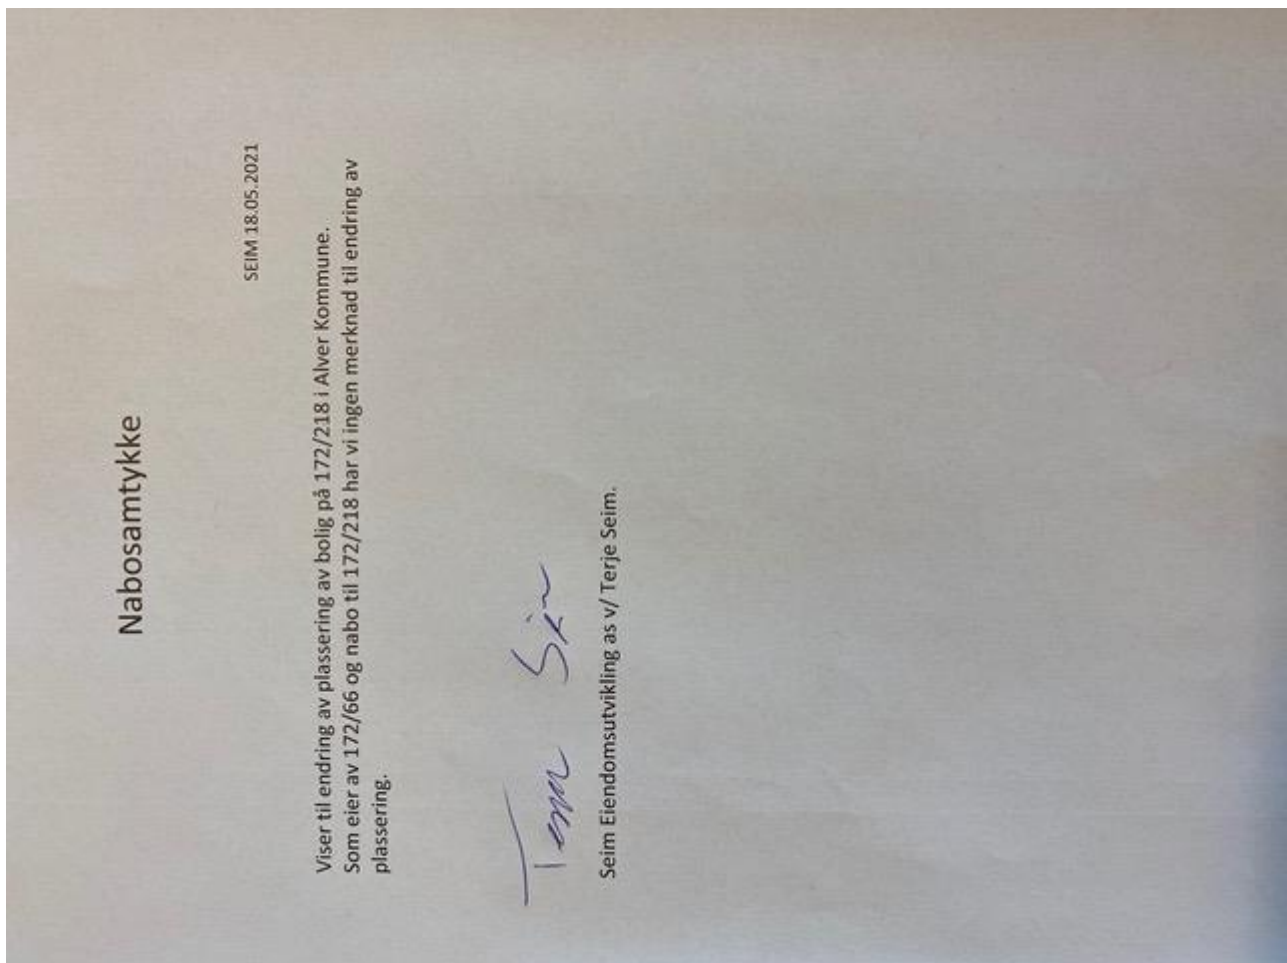 Nabosamtykke
SEIM 18.05.2021
Viser til endring av plassering av bolig på 172/218 i Alver Kommune.
Som eier av 172/66 og nabo til 172/218 har vi ingen merknad til endring av
plassering.
Seim Eiendomsutvikling as v/ Terje Seim.